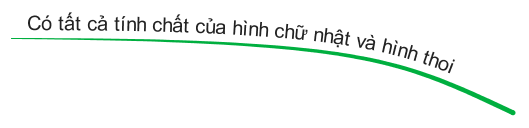 Có tất cả tính chất của hình chữ nhật và hình thoi